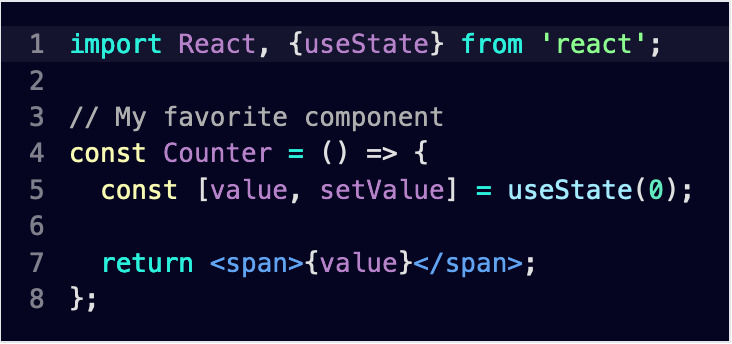 1 import React, {useState} from 'react';
2
3 // My favorite component
4 const Counter = () => {
5   const [value, setValue] = useState(0);
6
7   return <span>{value}</span>;
8 };